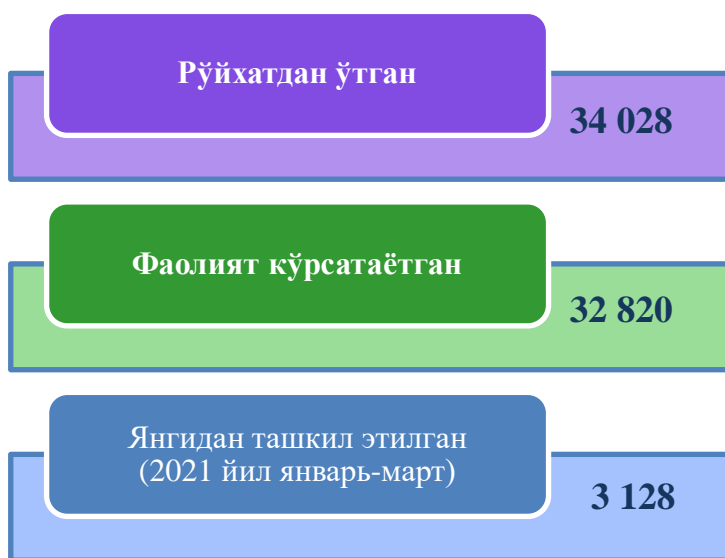 Рўйхатдан ўтган
34 028
Фаолият кўрсатаётган
32 820
Янгидан ташкил этилган
(2021 йил январь-март)
3 128